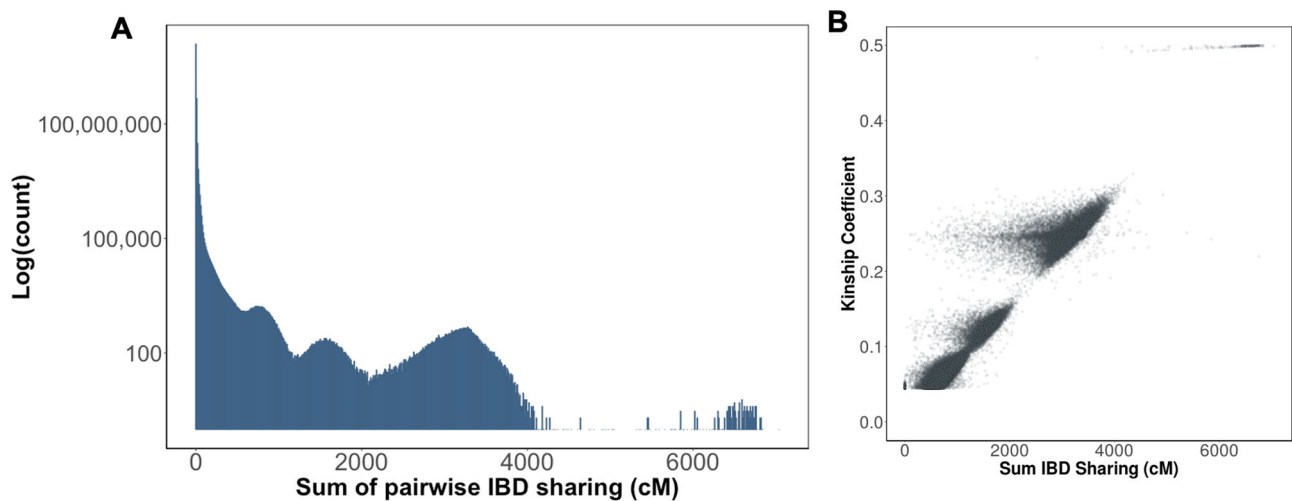 A
Log(count)
100,000,000
100,000
100
0
2000
4000
6000
Sum of pairwise IBD sharing (cM)
B
Kinship Coefficient
0.5
0.4
0.3
0.2
0.1
0.0
0
2000
4000
6000
Sum IBD Sharing (cM)